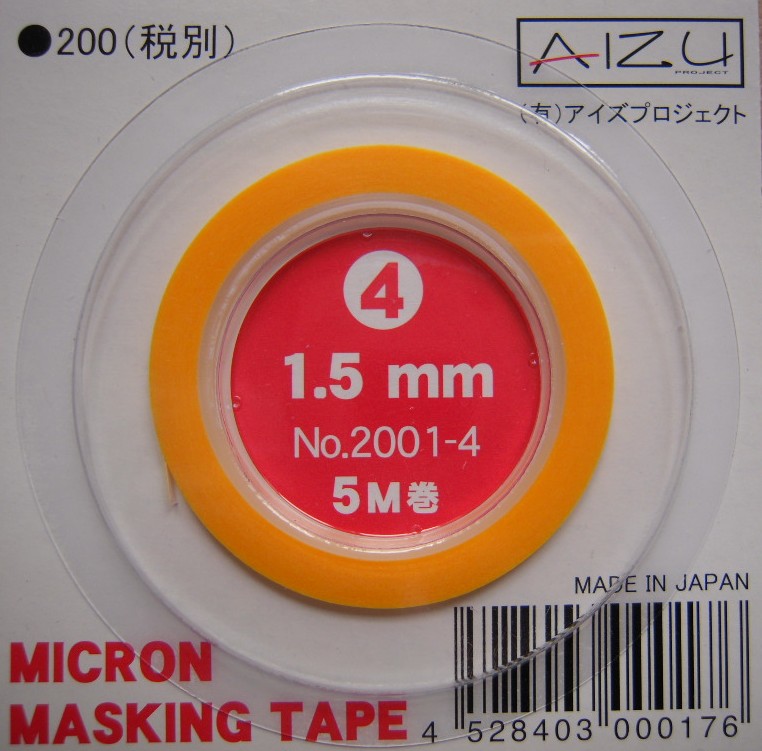 ●200(税別)
AIZU
PROJECT
(有)アイズプロジェクト
4
1.5 mm
No.2001-4
5M巻
MADE IN JAPAN
MICRON
MASKING TAPE
4 528403 000176